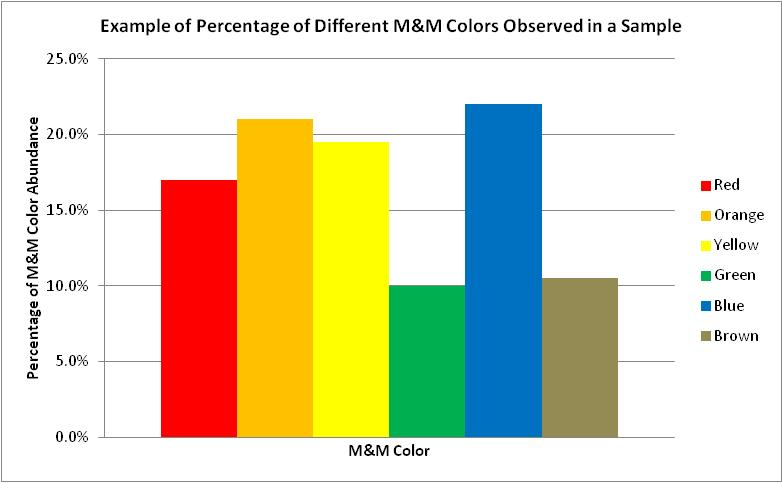 Example of Percentage of Different M&M Colors Observed in a Sample
Percentage of M&M Color Abundance
25.0%
20.0%
15.0%
10.0%
5.0%
0.0%
M&M Color
Red
Orange
Yellow
Green
Blue
Brown